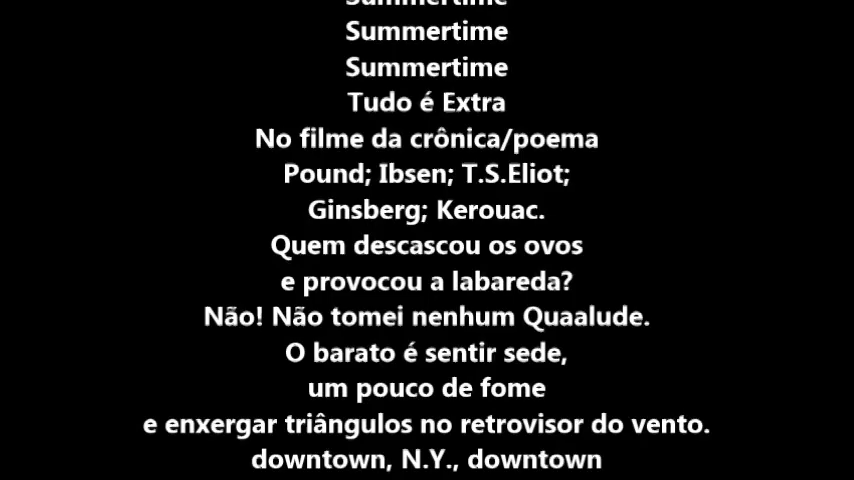 Summertime
Summertime
Summertime
Tudo é Extra
No filme da crônica/poema
Pound; Ibsen; T.S.Eliot;
Ginsberg; Kerouac.
Quem descascou os ovos
e provocou a labareda?
Não! Não tomei nenhum Quaalude.
O barato é sentir sede,
um pouco de fome
e enxergar triângulos no retrovisor do vento.
downtown, N.Y., downtown